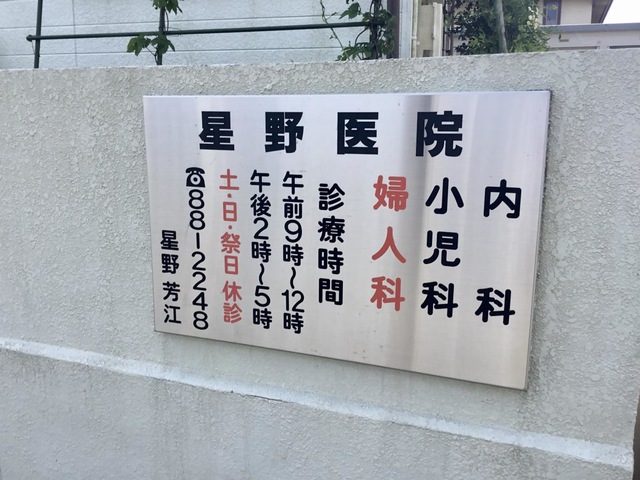 星野医院
内科
小児科
婦人科
診療時間
午前9時〜12時
午後2時〜5時
土・日・祭日 休診
☎88-2248
星野芳江